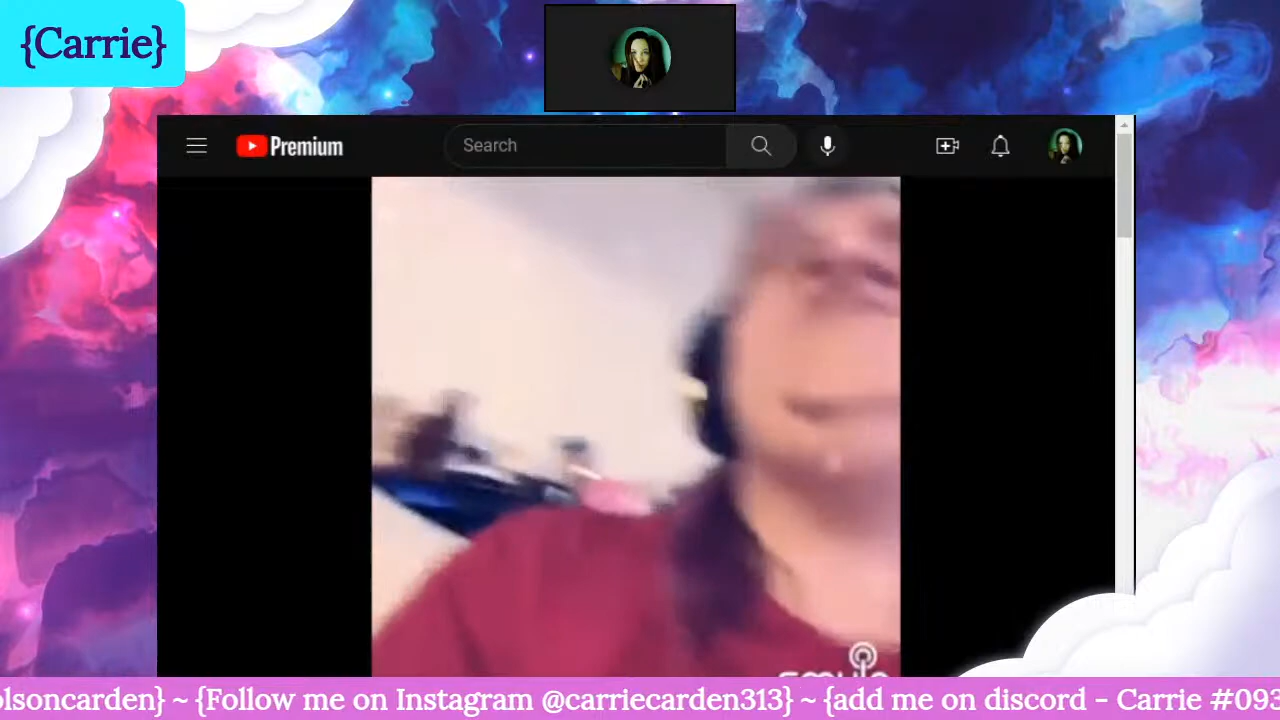 {Carrie}
Premium
Search
olsoncarden} ~ {Follow me on Instagram @carriecarden313} ~ {add me on discord - Carrie #093